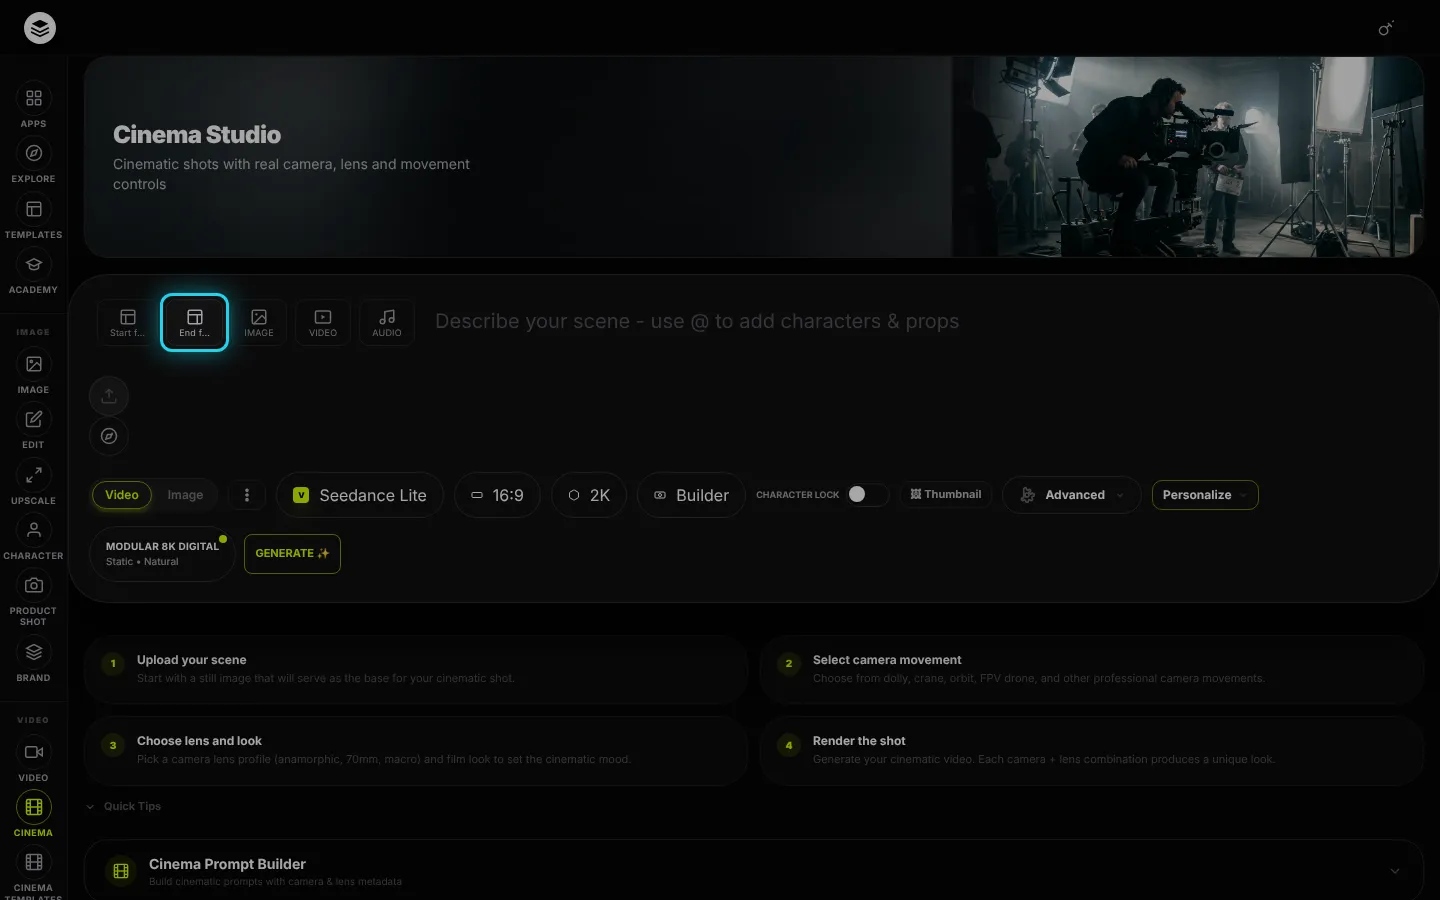 Cinema Studio
Cinematic shots with real camera, lens and movement
controls
APPS
EXPLORE
TEMPLATES
ACADEMY
IMAGE
IMAGE
EDIT
UPSCALE
CHARACTER
PRODUCT
SHOT
BRAND
VIDEO
VIDEO
CINEMA
CINEMA
TEMPLATES
Start f...
End f...
IMAGE
VIDEO
AUDIO
Describe your scene - use @ to add characters & props
Video
Image
V
Seedance Lite
16:9
2K
Builder
CHARACTER LOCK
Thumbnail
Advanced
Personalize
MODULAR 8K DIGITAL
Static • Natural
GENERATE ✨
1
Upload your scene
Start with a still image that will serve as the base for your cinematic shot.
2
Select camera movement
Choose from dolly, crane, orbit, FPV drone, and other professional camera movements.
3
Choose lens and look
Pick a camera lens profile (anamorphic, 70mm, macro) and film look to set the cinematic mood.
4
Render the shot
Generate your cinematic video. Each camera + lens combination produces a unique look.
Quick Tips
Cinema Prompt Builder
Build cinematic prompts with camera & lens metadata